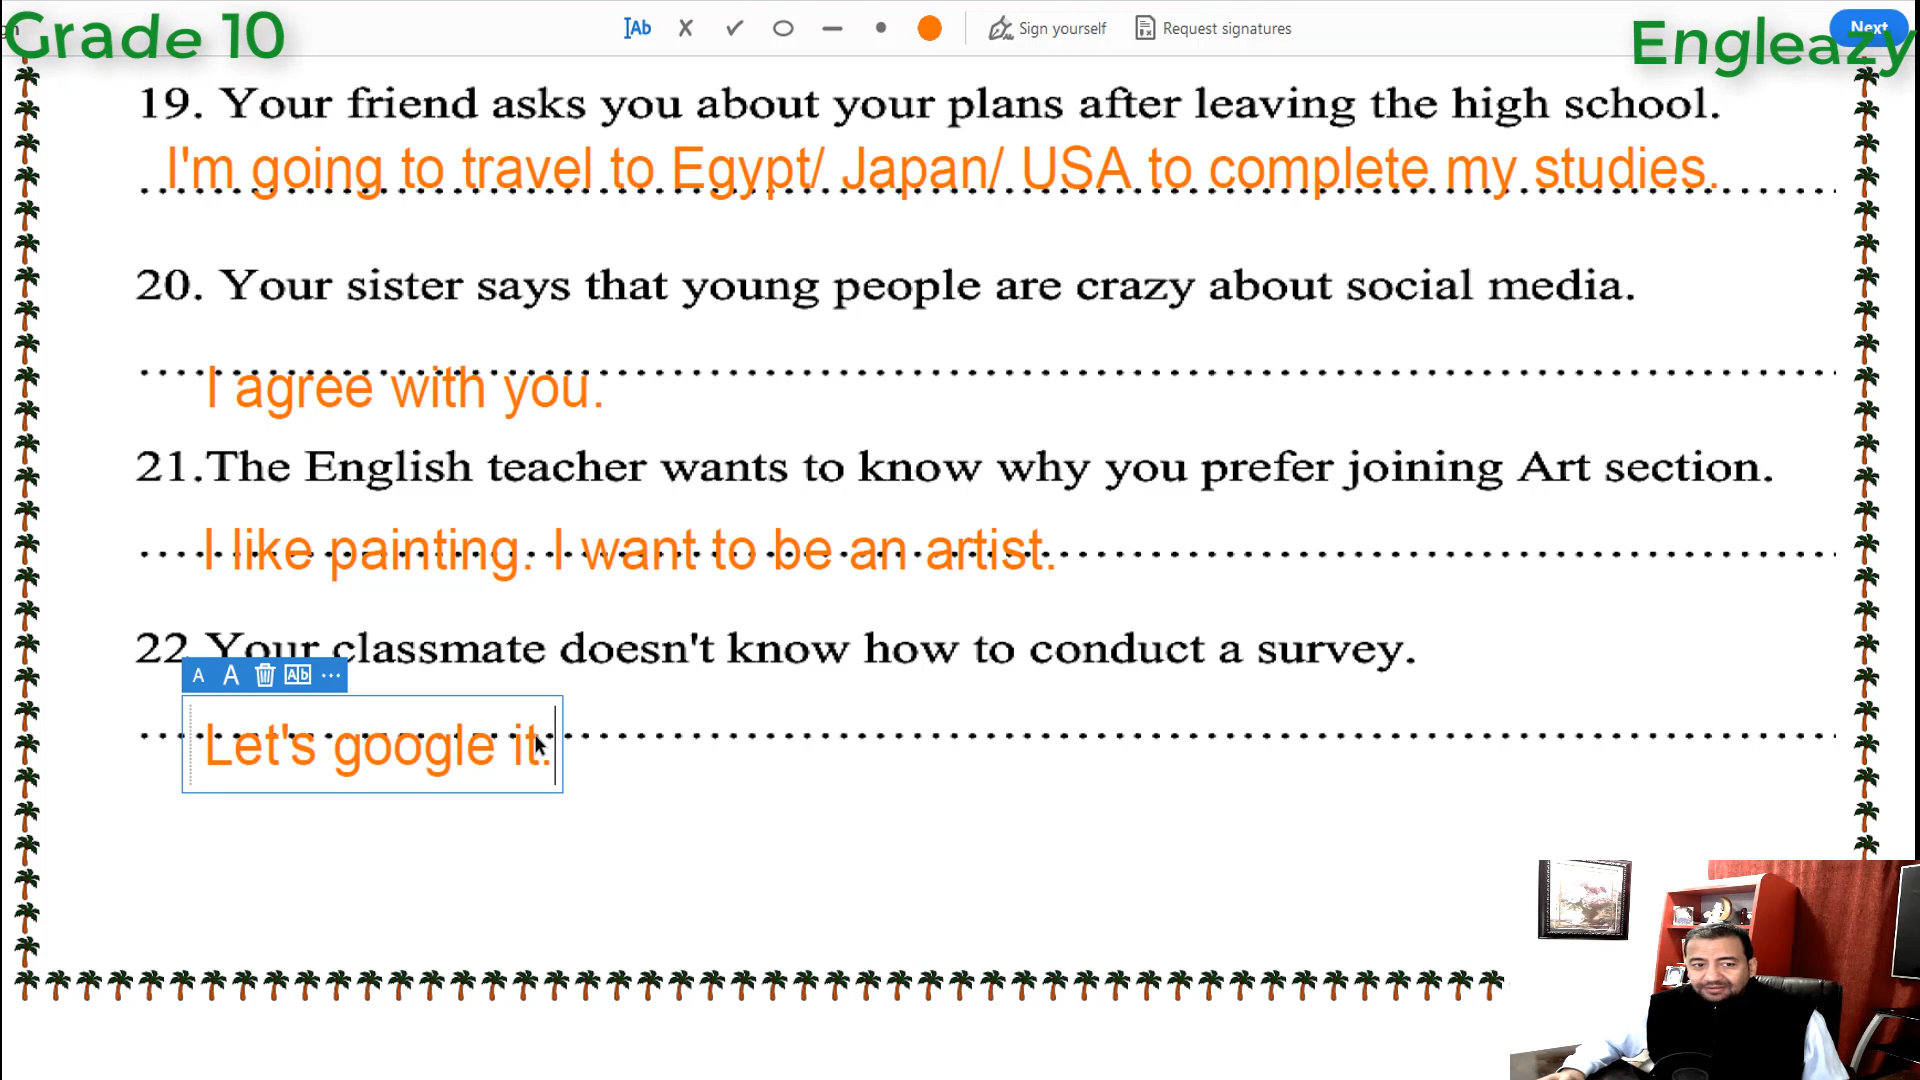 Grade 10
Ab
Sign yourself
Request signatures
Next
Engleazy
19. Your friend asks you about your plans after leaving the high school.
I'm going to travel to Egypt/ Japan/ USA to complete my studies.
20. Your sister says that young people are crazy about social media.
I agree with you.
21.The English teacher wants to know why you prefer joining Art section.
I like painting. I want to be an artist.
22. Your classmate doesn't know how to conduct a survey.
A A Ab
Let's google it.